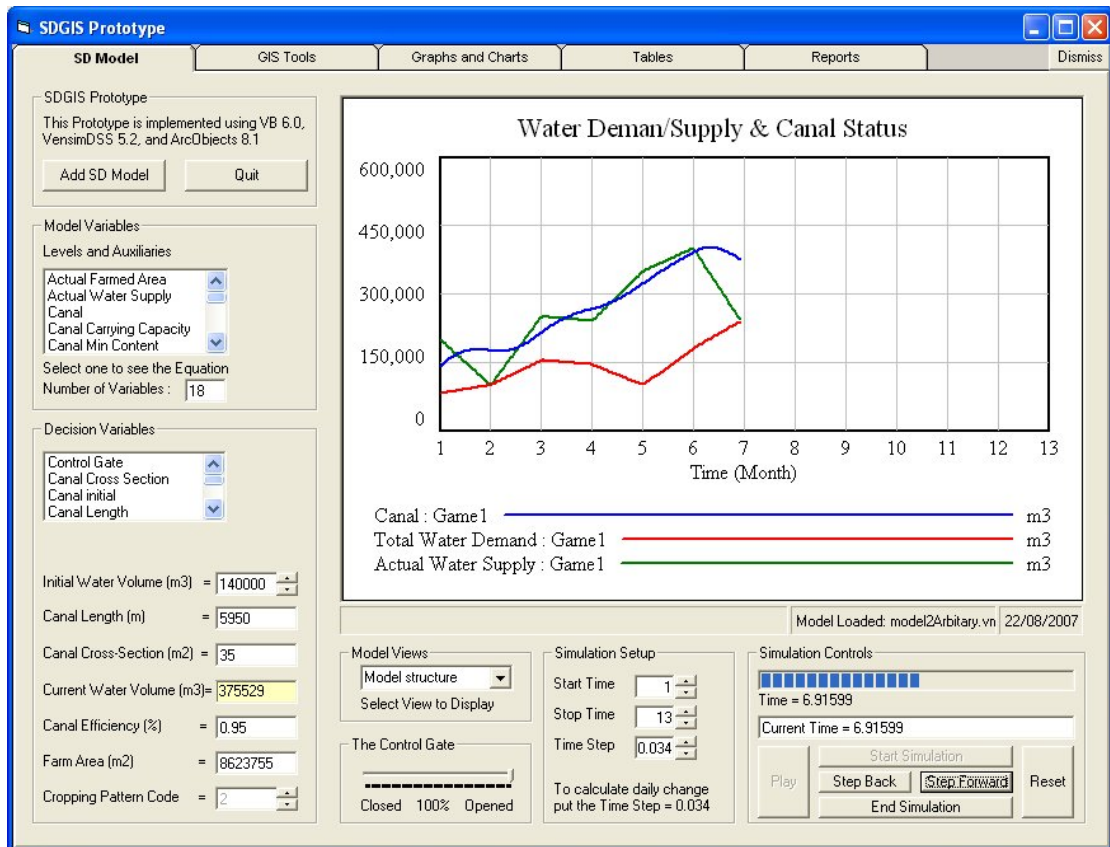 SDGIS Prototype
SD Model
GIS Tools
Graphs and Charts
Tables
Reports
Dismiss
SDGIS Prototype
This Prototype is implemented using VB 6.0,
VensimDSS 5.2, and ArcObjects 8.1
Add SD Model
Quit
Model Variables
Levels and Auxiliaries
Actual Farmed Area
Actual Water Supply
Canal
Canal Carrying Capacity
Canal Min Content
Select one to see the Equation
Number of Variables : 18
Decision Variables
Control Gate
Canal Cross Section
Canal initial
Canal Length
Initial Water Volume (m3) = 140000
Canal Length (m) = 5950
Canal Cross-Section (m2) = 35
Current Water Volume (m3)= 375529
Canal Efficiency (%) = 0.95
Farm Area (m2) = 8623755
Cropping Pattern Code = 2
Water Deman/Supply & Canal Status
600,000
450,000
300,000
150,000
0
1 2 3 4 5 6 7 8 9 10 11 12 13
Time (Month)
Canal : Game1 m3
Total Water Demand : Game1 m3
Actual Water Supply : Game1 m3
Model Loaded: model2Arbitary.vn
22/08/2007
Model Views
Model structure
Select View to Display
The Control Gate
Closed 100% Opened
Simulation Setup
Start Time 1
Stop Time 13
Time Step 0.034
To calculate daily change
put the Time Step = 0.034
Simulation Controls
Time = 6.91599
Current Time = 6.91599
Play
Start Simulation
Step Back
Step Forward
End Simulation
Reset